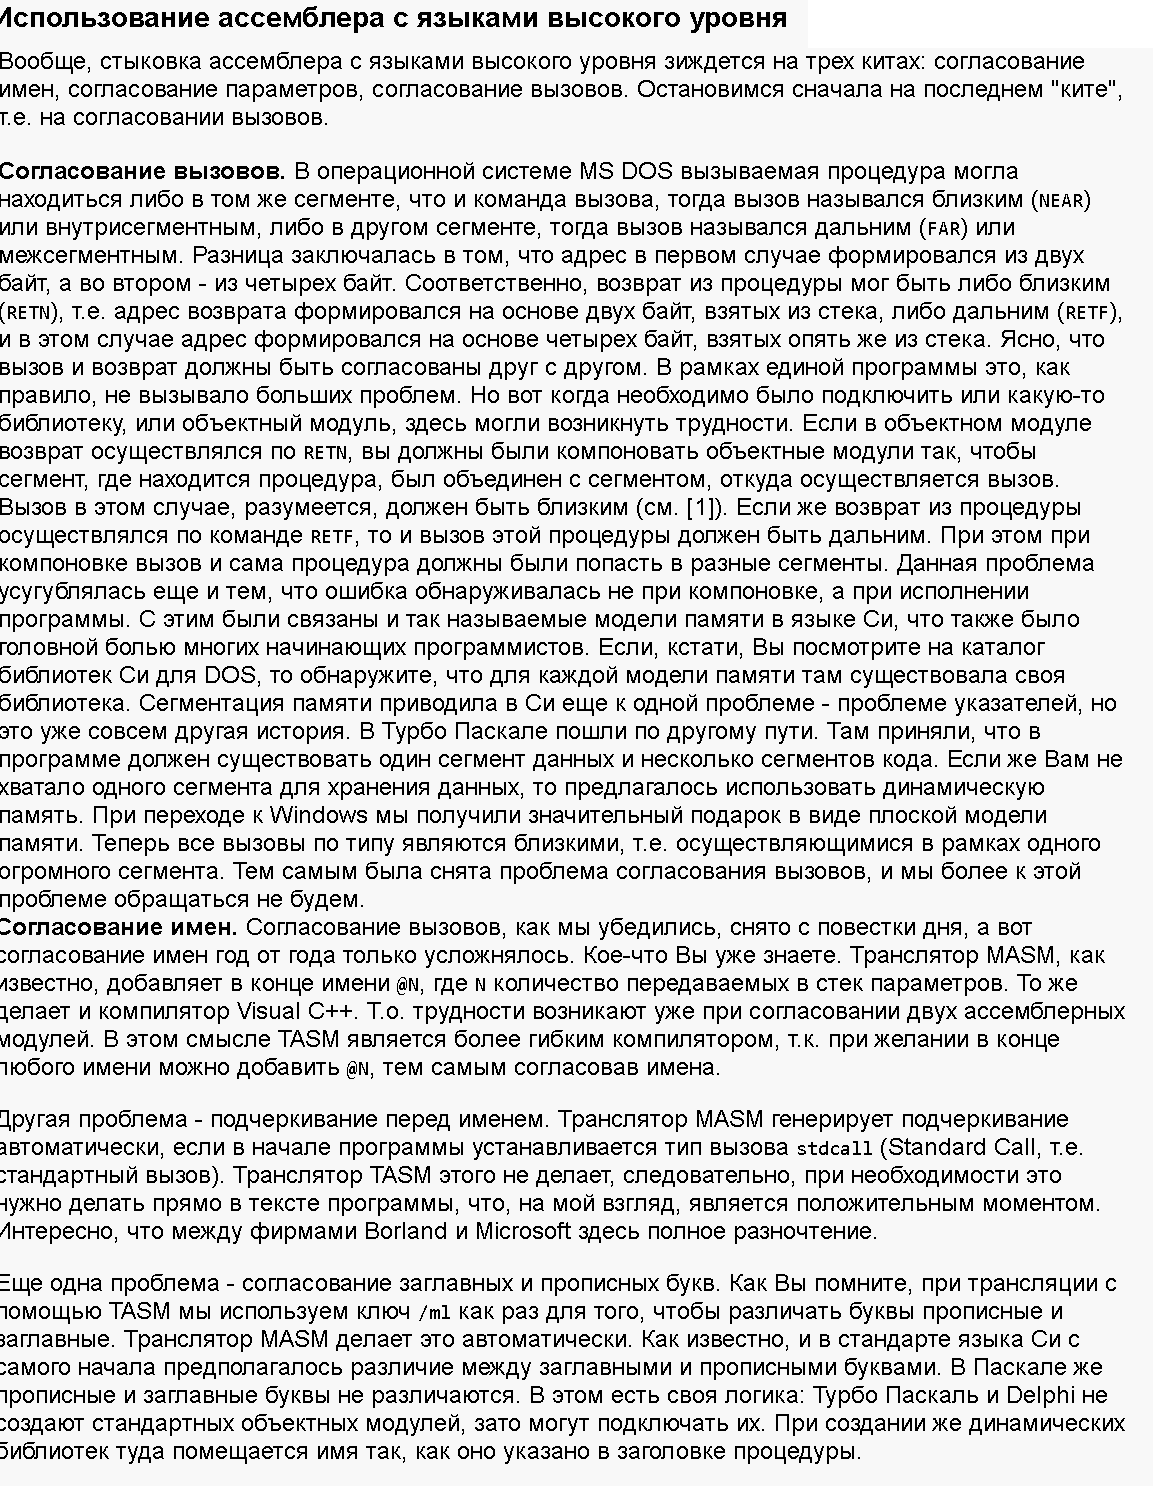 Использование ассемблера с языками высокого уровня
Вообще, стыковка ассемблера с языками высокого уровня зиждется на трех китах: согласование
имен, согласование параметров, согласование вызовов. Остановимся сначала на последнем "ките",
т.е. на согласовании вызовов.
Согласование вызовов. В операционной системе MS DOS вызываемая процедура могла
находиться либо в том же сегменте, что и команда вызова, тогда вызов назывался близким (NEAR)
или внутрисегментным, либо в другом сегменте, тогда вызов назывался дальним (FAR) или
межсегментным. Разница заключалась в том, что адрес в первом случае формировался из двух
байт, а во втором - из четырех байт. Соответственно, возврат из процедуры мог быть либо близким
(RETN), т.е. адрес возврата формировался на основе двух байт, взятых из стека, либо дальним (RETF),
и в этом случае адрес формировался на основе четырех байт, взятых опять же из стека. Ясно, что
вызов и возврат должны быть согласованы друг с другом. В рамках единой программы это, как
правило, не вызывало больших проблем. Но вот когда необходимо было подключить или какую-то
библиотеку, или объектный модуль, здесь могли возникнуть трудности. Если в объектном модуле
возврат осуществлялся по RETN, вы должны были компоновать объектные модули так, чтобы
сегмент, где находится процедура, был объединен с сегментом, откуда осуществляется вызов.
Вызов в этом случае, разумеется, должен быть близким (см. [1]). Если же возврат из процедуры
осуществлялся по команде RETF, то и вызов этой процедуры должен быть дальним. При этом при
компоновке вызов и сама процедура должны были попасть в разные сегменты. Данная проблема
усугублялась еще и тем, что ошибка обнаруживалась не при компоновке, а при исполнении
программы. С этим были связаны и так называемые модели памяти в языке Си, что также было
головной болью многих начинающих программистов. Если, кстати, Вы посмотрите на каталог
библиотек Си для DOS, то обнаружите, что для каждой модели памяти там существовала своя
библиотека. Сегментация памяти приводила в Си еще к одной проблеме - проблеме указателей, но
это уже совсем другая история. В Турбо Паскале пошли по другому пути. Там приняли, что в
программе должен существовать один сегмент данных и несколько сегментов кода. Если же Вам не
хватало одного сегмента для хранения данных, то предлагалось использовать динамическую
память. При переходе к Windows мы получили значительный подарок в виде плоской модели
памяти. Теперь все вызовы по типу являются близкими, т.е. осуществляющимися в рамках одного
огромного сегмента. Тем самым была снята проблема согласования вызовов, и мы более к этой
проблеме обращаться не будем.
Согласование имен. Согласование вызовов, как мы убедились, снято с повестки дня, а вот
согласование имен год от года только усложнялось. Кое-что Вы уже знаете. Транслятор MASM, как
известно, добавляет в конце имени @N, где N количество передаваемых в стек параметров. То же
делает и компилятор Visual C++. Т.о. трудности возникают уже при согласовании двух ассемблерных
модулей. В этом смысле TASM является более гибким компилятором, т.к. при желании в конце
любого имени можно добавить @N, тем самым согласовав имена.
Другая проблема - подчеркивание перед именем. Транслятор MASM генерирует подчеркивание
автоматически, если в начале программы устанавливается тип вызова stdcall (Standard Call, т.е.
стандартный вызов). Транслятор TASM этого не делает, следовательно, при необходимости это
нужно делать прямо в тексте программы, что, на мой взгляд, является положительным моментом.
Интересно, что между фирмами Borland и Microsoft здесь полное разночтение.
Еще одна проблема - согласование заглавных и прописных букв. Как Вы помните, при трансляции с
помощью TASM мы используем ключ /ml как раз для того, чтобы различать буквы прописные и
заглавные. Транслятор MASM делает это автоматически. Как известно, и в стандарте языка Си с
самого начала предполагалось различие между заглавными и прописными буквами. В Паскале же
прописные и заглавные буквы не различаются. В этом есть своя логика: Турбо Паскаль и Delphi не
создают стандартных объектных модулей, зато могут подключать их. При создании же динамических
библиотек туда помещается имя так, как оно указано в заголовке процедуры.